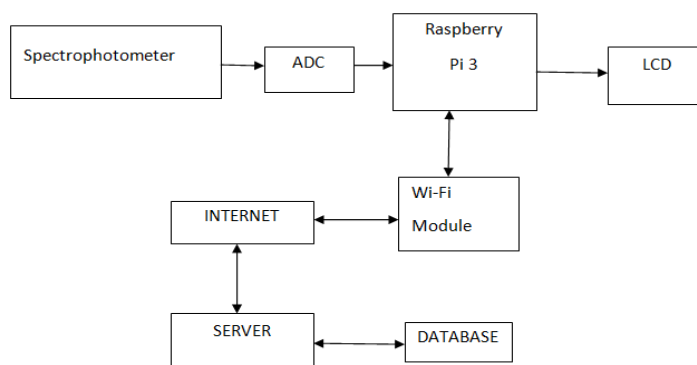 Spectrophotometer
ADC
Raspberry
Pi 3
LCD
Wi-Fi
Module
INTERNET
SERVER
DATABASE